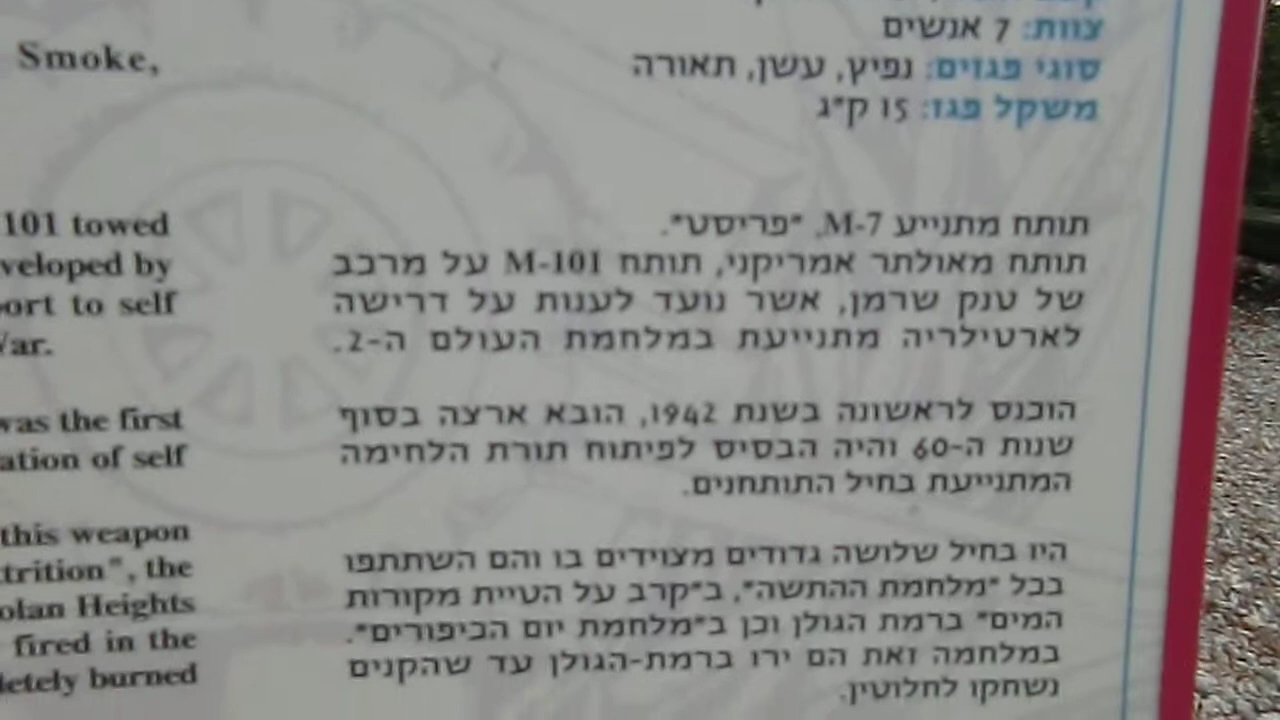 צוות: 7 אנשים
סוגי פגזים: נפיץ, עשן, תאורה
משקל פגז: 15 ק"ג
תותח מתנייע M-7, "פריסט".
תותח מאולתר אמריקני, תותח M-101 על מרכב
של טנק שרמן, אשר נועד לענות על דרישה
לארטילריה מתנייעת במלחמת העולם ה-2.
הוכנס לראשונה בשנת 1942, הובא ארצה בסוף
שנות ה-60 והיה הבסיס לפיתוח תורת הלחימה
המתנייעת בחיל התותחנים.
היו בחיל שלושה גדודים מצוידים בו והם השתתפו
בכל "מלחמת ההתשה", ב"קרב על הטיית מקורות
המים" ברמת הגולן וכן ב"מלחמת יום הכיפורים".
במלחמה זאת הם ירו ברמת-הגולן עד שהקנים
נשחקו לחלוטין.
Smoke,
101 towed
veloped by
ort to self
War.
was the first
ation of self
this weapon
trition", the
olan Heights
fired in the
letely burned